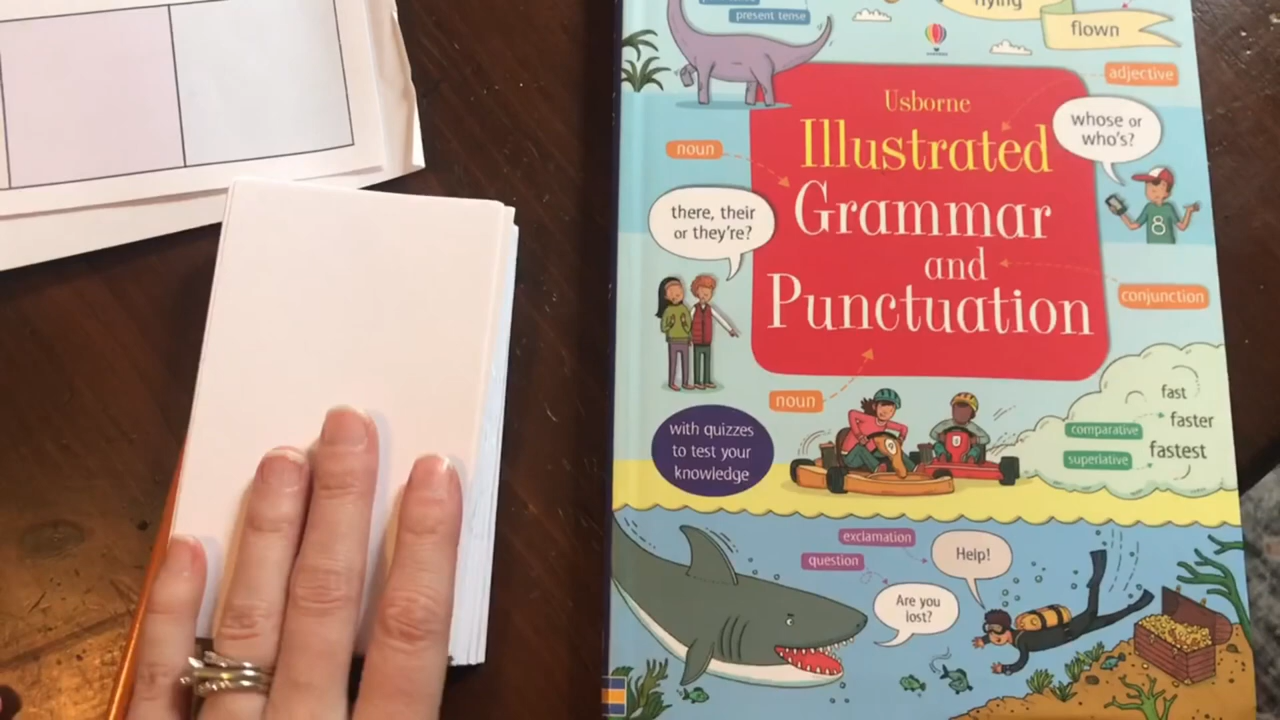 present tense
flying
flown
adjective
Usborne
Illustrated
Grammar
and
Punctuation
whose or
who's?
noun
there, their
or they're?
8
conjunction
noun
with quizzes
to test your
knowledge
fast
comparative
faster
superlative
fastest
exclamation
question
Help!
Are you
lost?